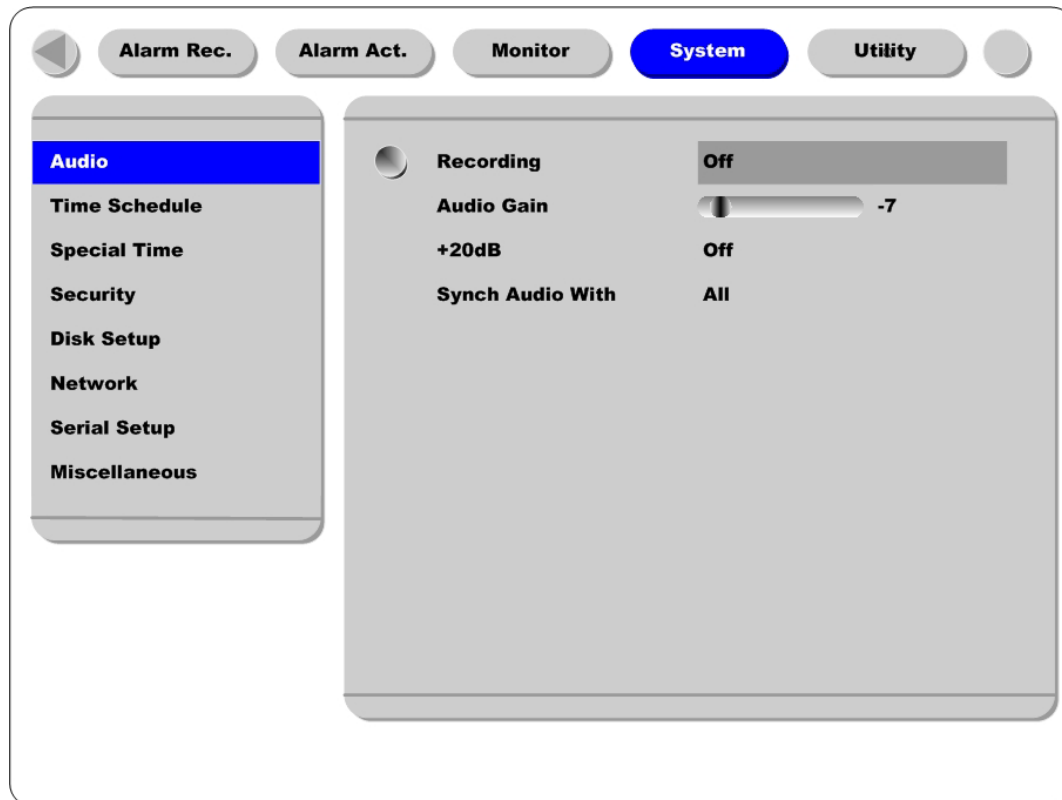 Alarm Rec. Alarm Act. Monitor System Utility
Audio
Time Schedule
Special Time
Security
Disk Setup
Network
Serial Setup
Miscellaneous
Recording Off
Audio Gain -7
+20dB Off
Synch Audio With All